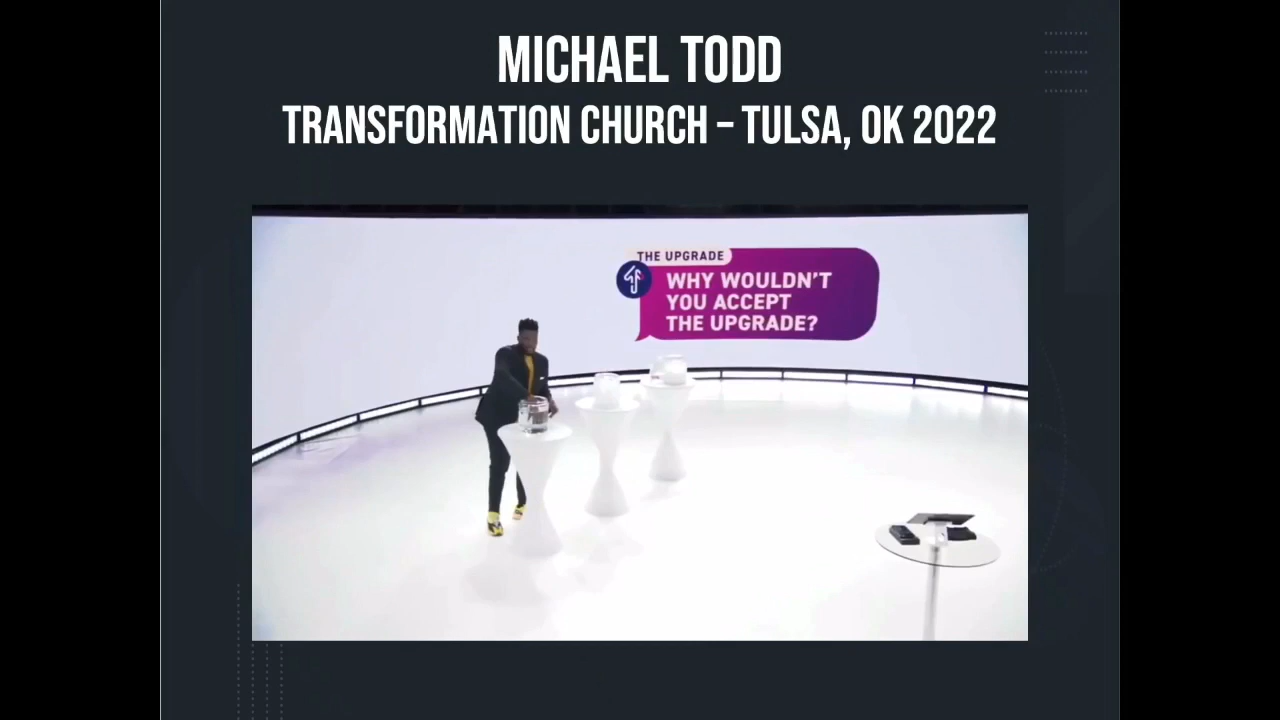 MICHAEL TODD
TRANSFORMATION CHURCH – TULSA, OK 2022
THE UPGRADE
WHY WOULDN'T
YOU ACCEPT
THE UPGRADE?